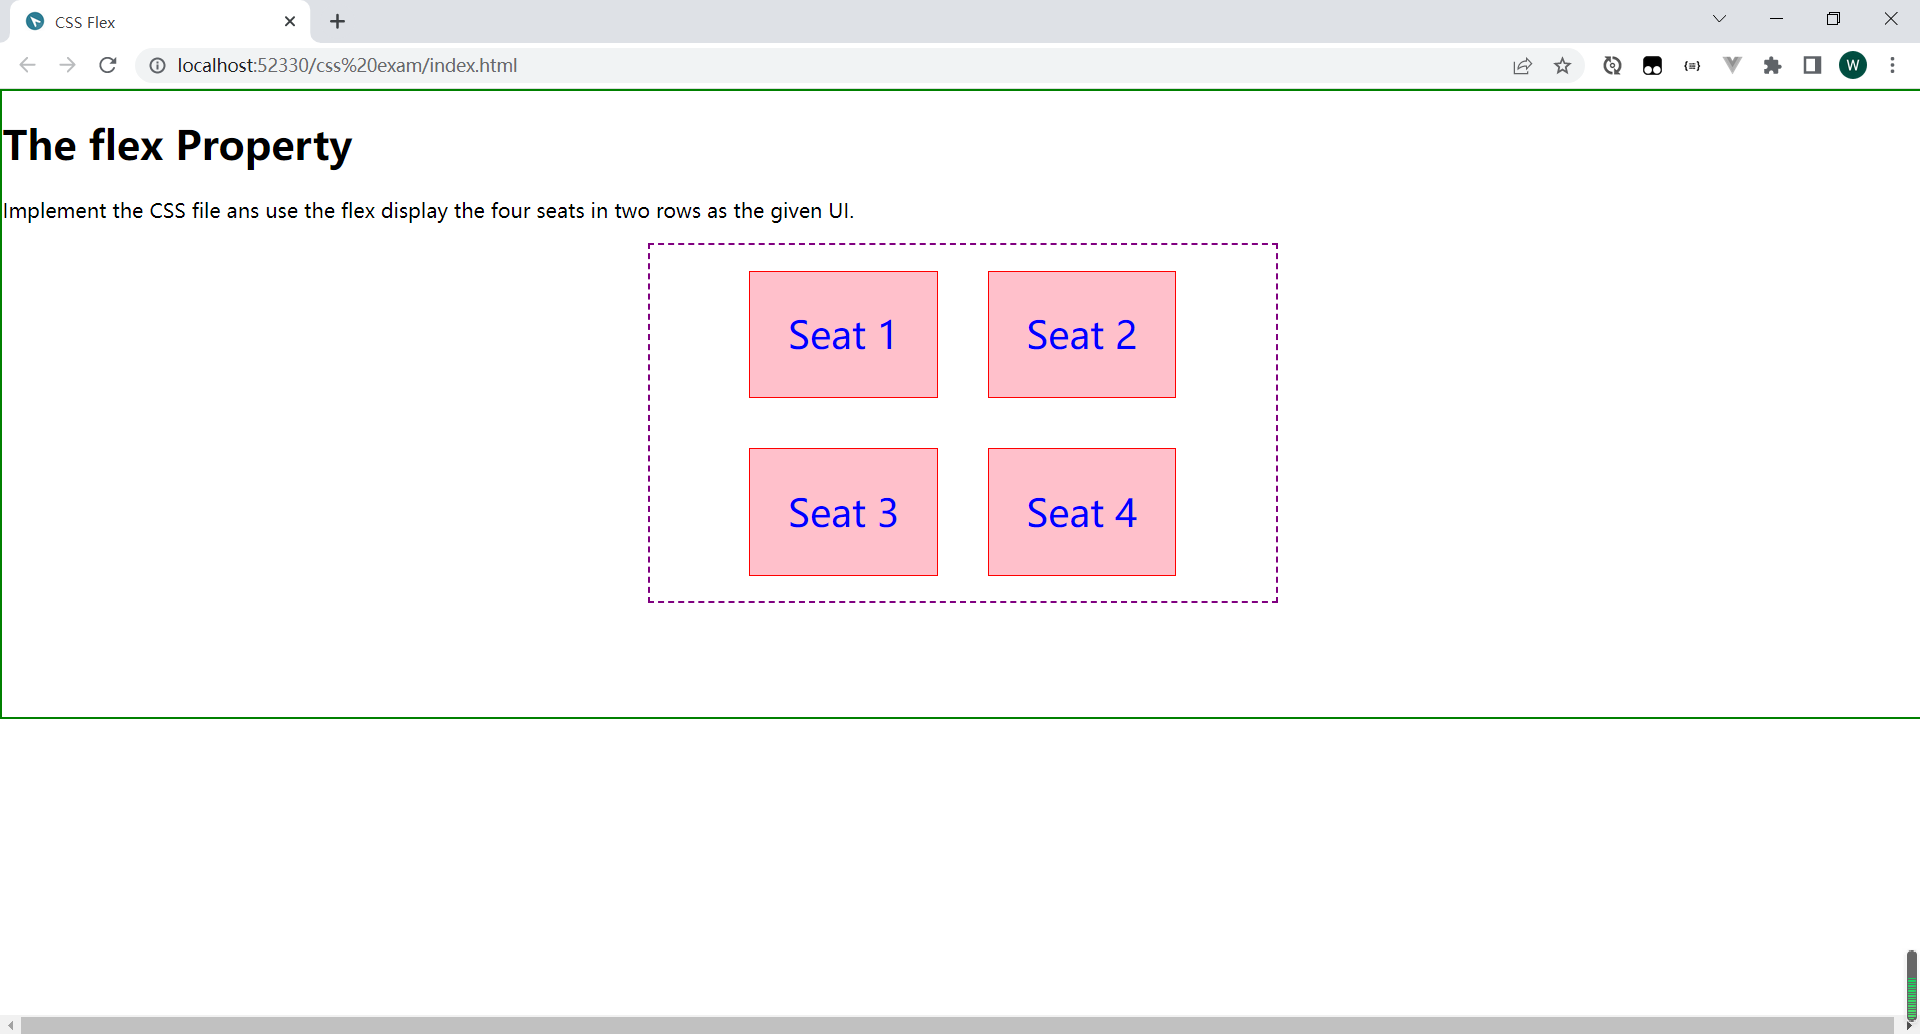 CSS Flex
localhost:52330/css%20exam/index.html
W
The flex Property
Implement the CSS file ans use the flex display the four seats in two rows as the given UI.
Seat 1 Seat 2
Seat 3 Seat 4